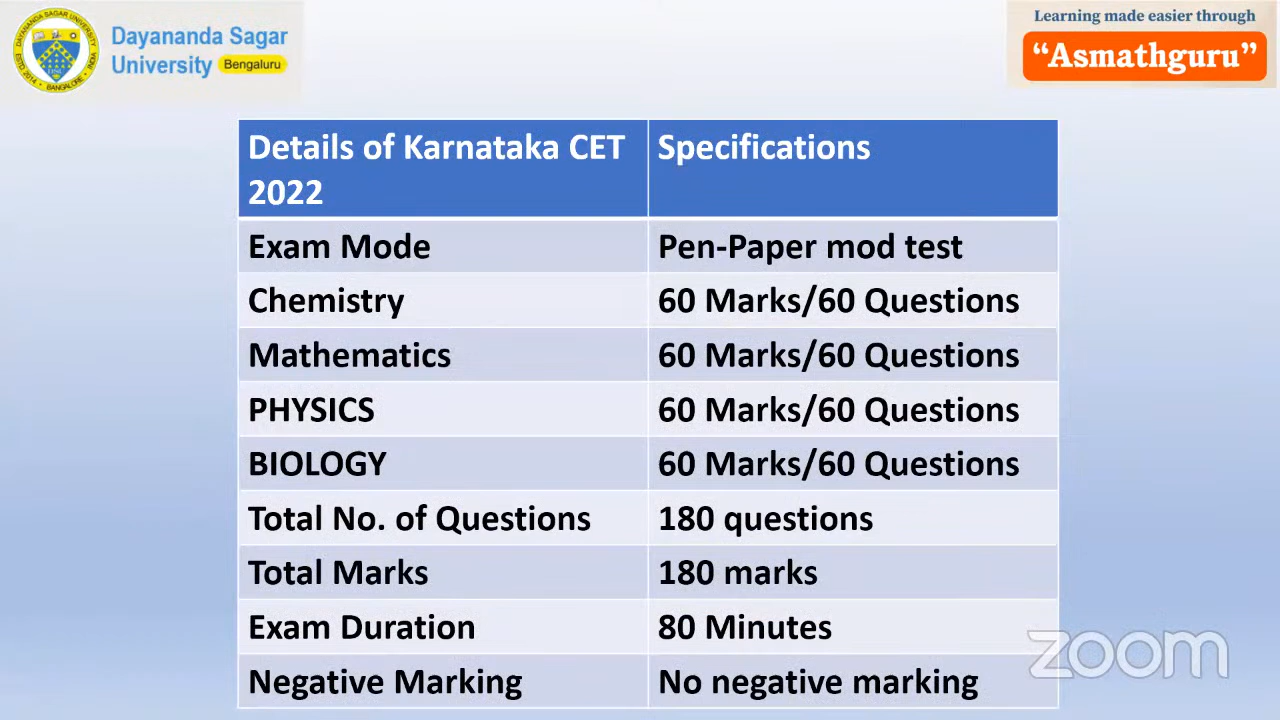 Dayananda Sagar
University Bengaluru
Learning made easier through
“Asmathguru”
Details of Karnataka CET 2022 Specifications
Exam Mode Pen-Paper mod test
Chemistry 60 Marks/60 Questions
Mathematics 60 Marks/60 Questions
PHYSICS 60 Marks/60 Questions
BIOLOGY 60 Marks/60 Questions
Total No. of Questions 180 questions
Total Marks 180 marks
Exam Duration 80 Minutes
Negative Marking No negative marking
zoom